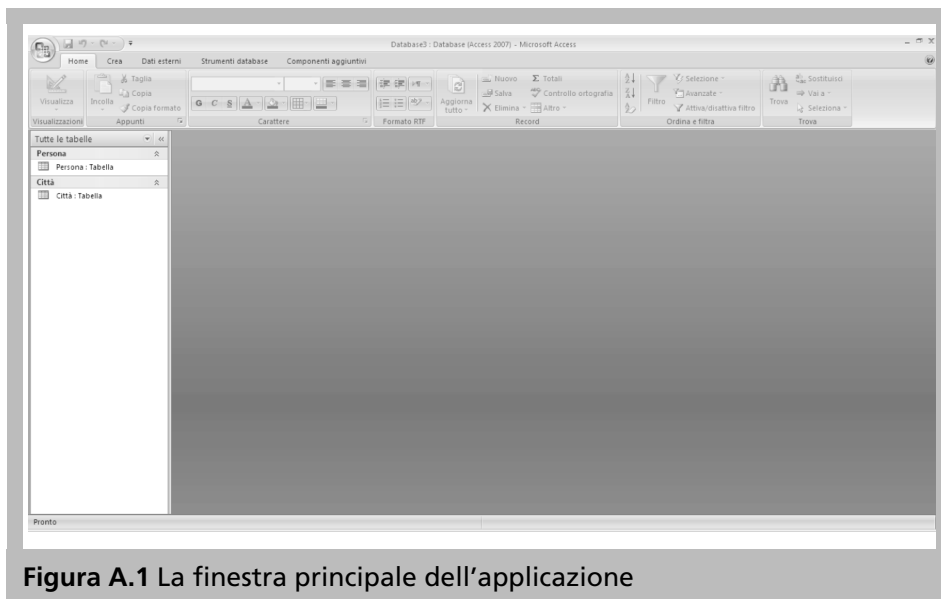 Database3 : Database (Access 2007) - Microsoft Access
Home Crea Dati esterni Strumenti database Componenti aggiuntivi
Visualizza
Incolla
Taglia
Copia
Copia formato
G C S A
Aggiorna tutto
Nuovo
Salva
Elimina
Totali
Controllo ortografia
Altro
Filtro
Selezione
Avanzate
Attiva/disattiva filtro
Trova
Sostituisci
Vai a
Seleziona
Visualizzazioni Appunti Carattere Formato RTF Record Ordina e filtra Trova
Tutte le tabelle
Persona
Persona : Tabella
Città
Città : Tabella
Pronto
Figura A.1 La finestra principale dell'applicazione